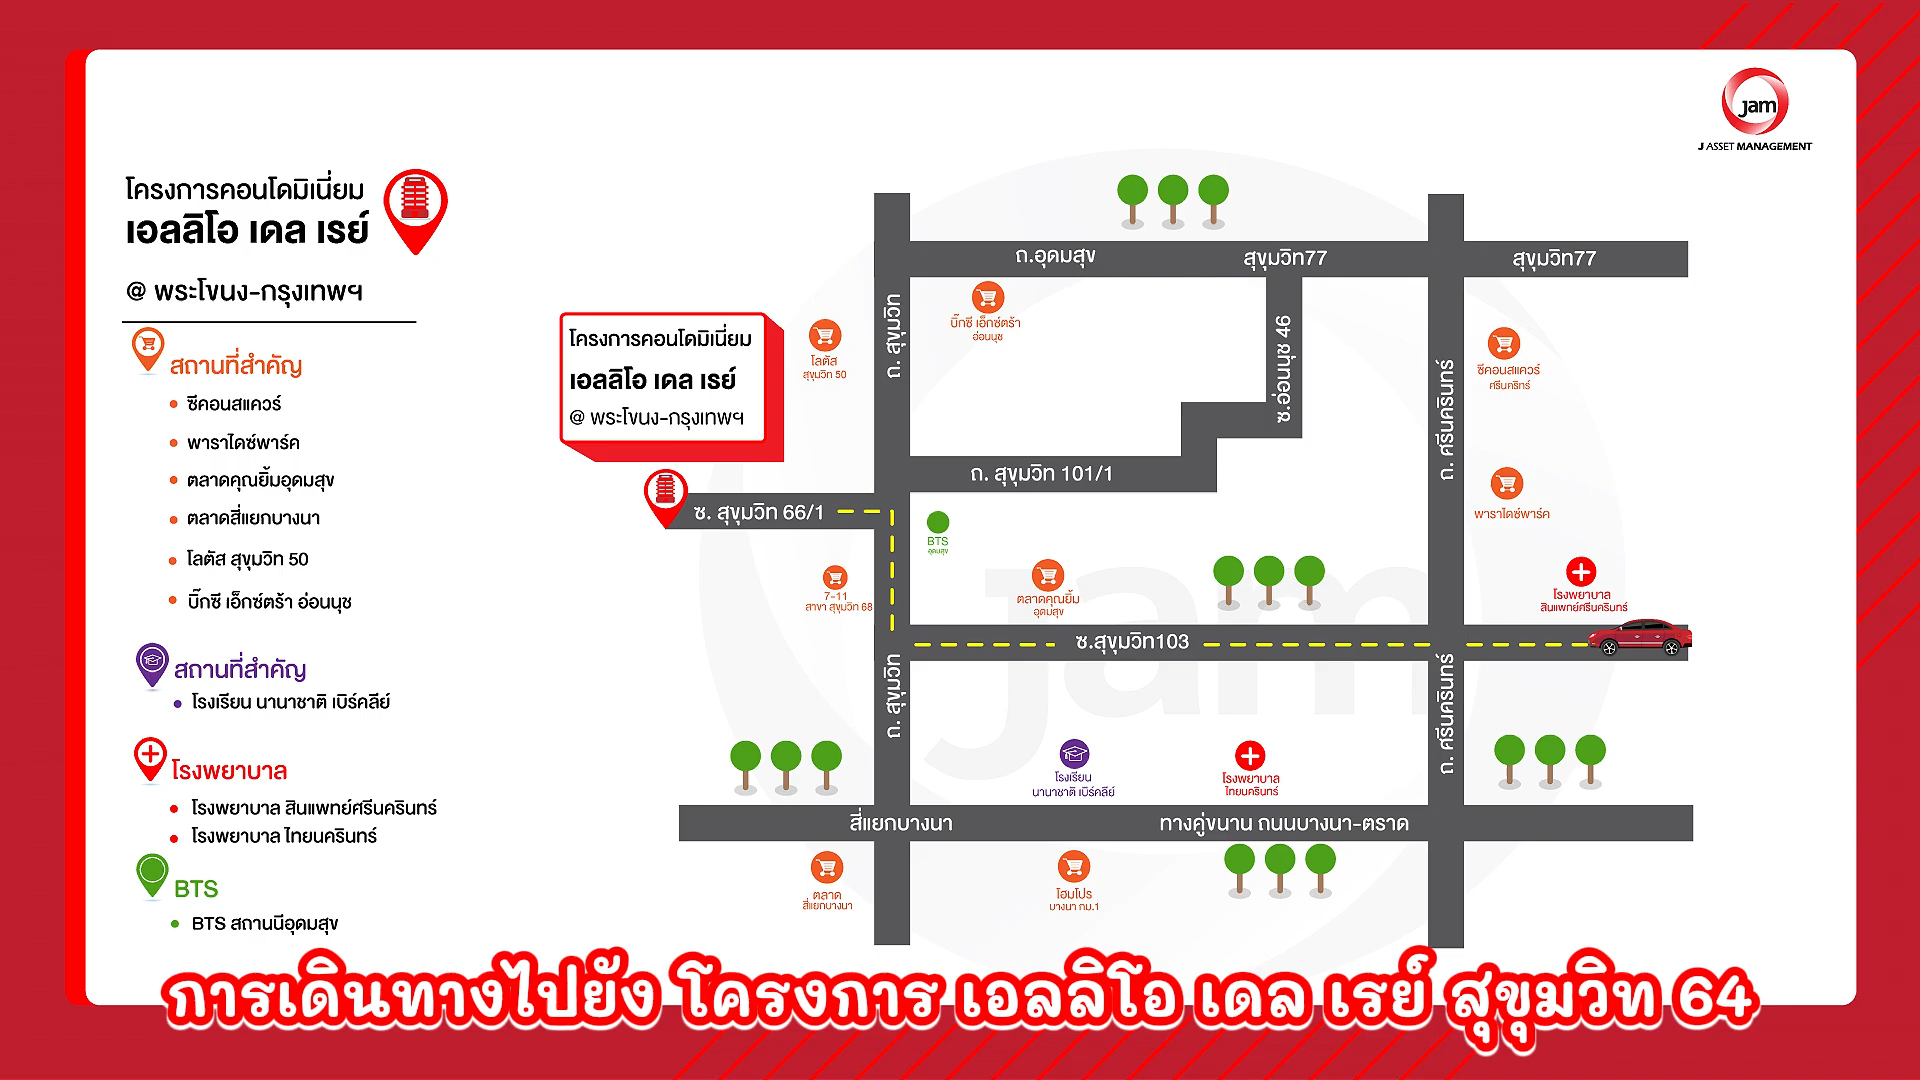 jam
J ASSET MANAGEMENT
โครงการคอนโดมิเนี่ยม
เอลลิโอ เดล เรย์
@ พระโขนง-กรุงเทพฯ
สถานที่สำคัญ
ซีคอนสแควร์
พาราไดซ์พาร์ค
ตลาดคุณยิ้มอุดมสุข
ตลาดสี่แยกบางนา
โลตัส สุขุมวิท 50
บิ๊กซี เอ็กซ์ตร้า อ่อนนุช
สถานที่สำคัญ
โรงเรียน นานาชาติ เบิร์คลีย์
โรงพยาบาล
โรงพยาบาล สินแพทย์ศรีนครินทร์
โรงพยาบาล ไทยนครินทร์
BTS
BTS สถานนีอุดมสุข
โครงการคอนโดมิเนี่ยม
เอลลิโอ เดล เรย์
@ พระโขนง-กรุงเทพฯ
ถ.อุดมสุข
สุขุมวิท77
สุขุมวิท77
ถ. สุขุมวิท
บิ๊กซี เอ็กซ์ตร้า
อ่อนนุช
โลตัส
สุขุมวิท 50
ซ.อ่อนนุช 46
ถ. ศรีนครินทร์
ซีคอนสแควร์
ศรีนคริทร์
ถ. สุขุมวิท 101/1
พาราไดซ์พาร์ค
ซ. สุขุมวิท 66/1
BTS
อุดมสุข
7-11
สาขา สุขุมวิท 68
ตลาดคุณยิ้ม
อุดมสุข
โรงพยาบาล
สินแพทย์ศรีนคริมทร์
ซ.สุขุมวิท103
ถ. สุขุมวิท
ถ. ศรีนครินทร์
โรงเรียน
นานาชาติ เบิร์คลีย์
โรงพยาบาล
ไทยนครินทร์
สี่แยกบางนา
ทางคู่ขนาน ถนนบางนา-ตราด
ตลาด
สี่แยกบางนา
โฮมโปร
บางนา กม.1
jam
การเดินทางไปยัง โครงการ เอลลิโอ เดล เรย์ สุขุมวิท 64